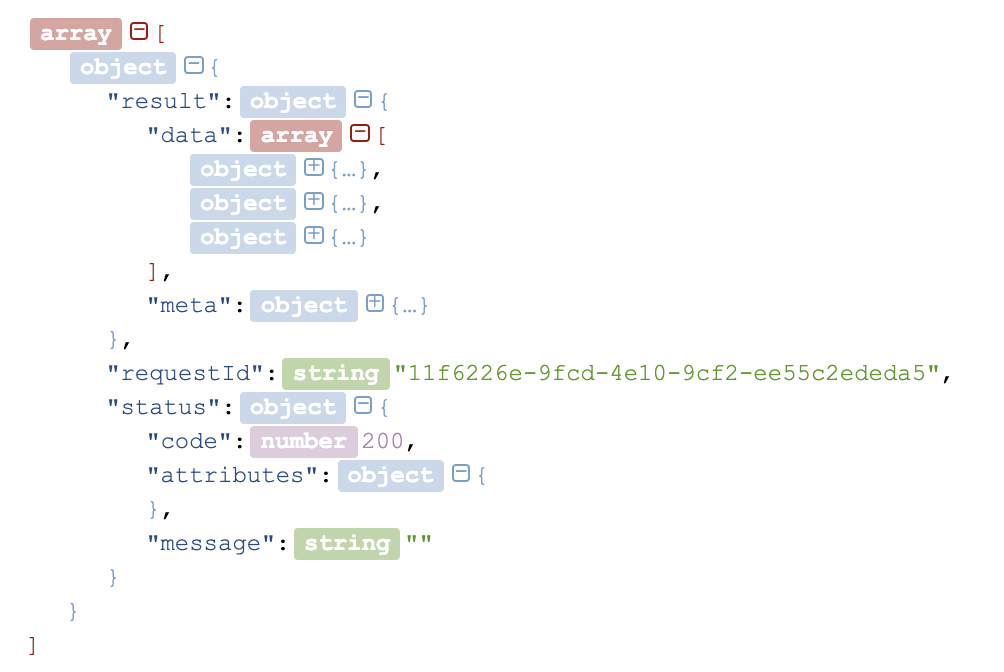 array [
object {
"result": object {
"data": array [
object {…},
object {…},
object {…}
],
"meta": object {…}
},
"requestId": string "11f6226e-9fcd-4e10-9cf2-ee55c2ededa5",
"status": object {
"code": number 200,
"attributes": object {
},
"message": string ""
}
}
]